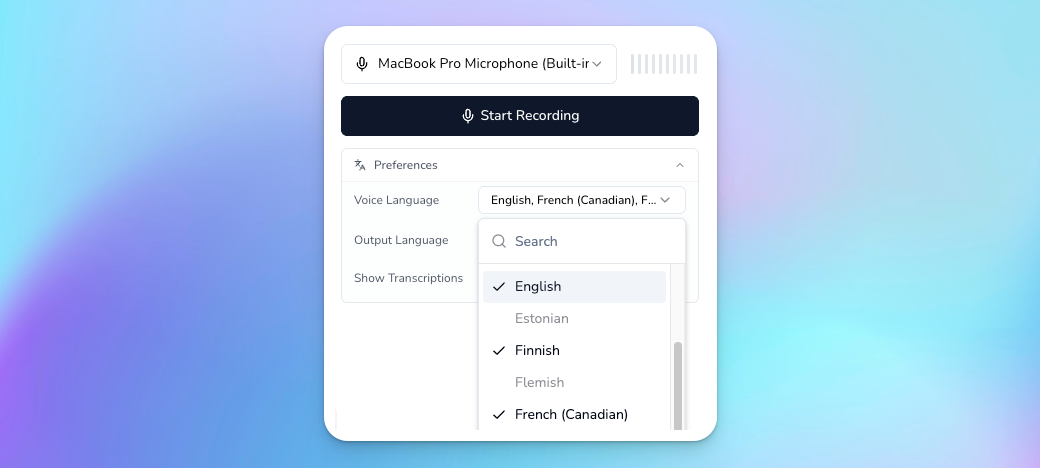 MacBook Pro Microphone (Built-ir
Start Recording
Preferences
Voice Language
English, French (Canadian), F...
Output Language
Show Transcriptions
Search
English
Estonian
Finnish
Flemish
French (Canadian)